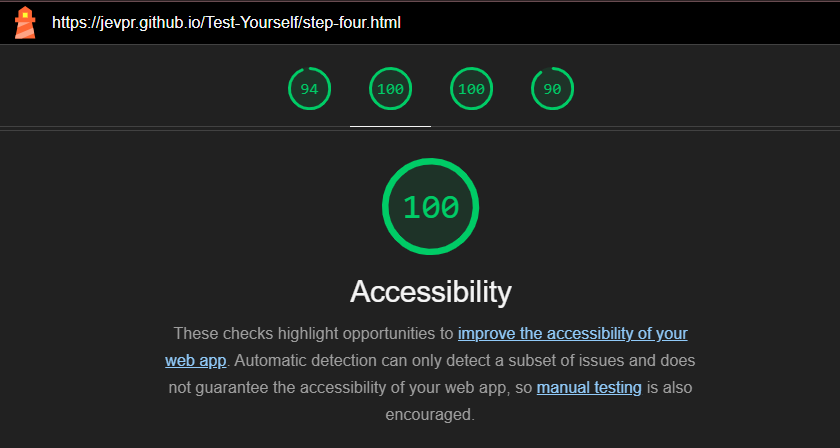 https://jevpr.github.io/Test-Yourself/step-four.html
94 100 100 90
100
Accessibility
These checks highlight opportunities to improve the accessibility of your
web app. Automatic detection can only detect a subset of issues and does
not guarantee the accessibility of your web app, so manual testing is also
encouraged.